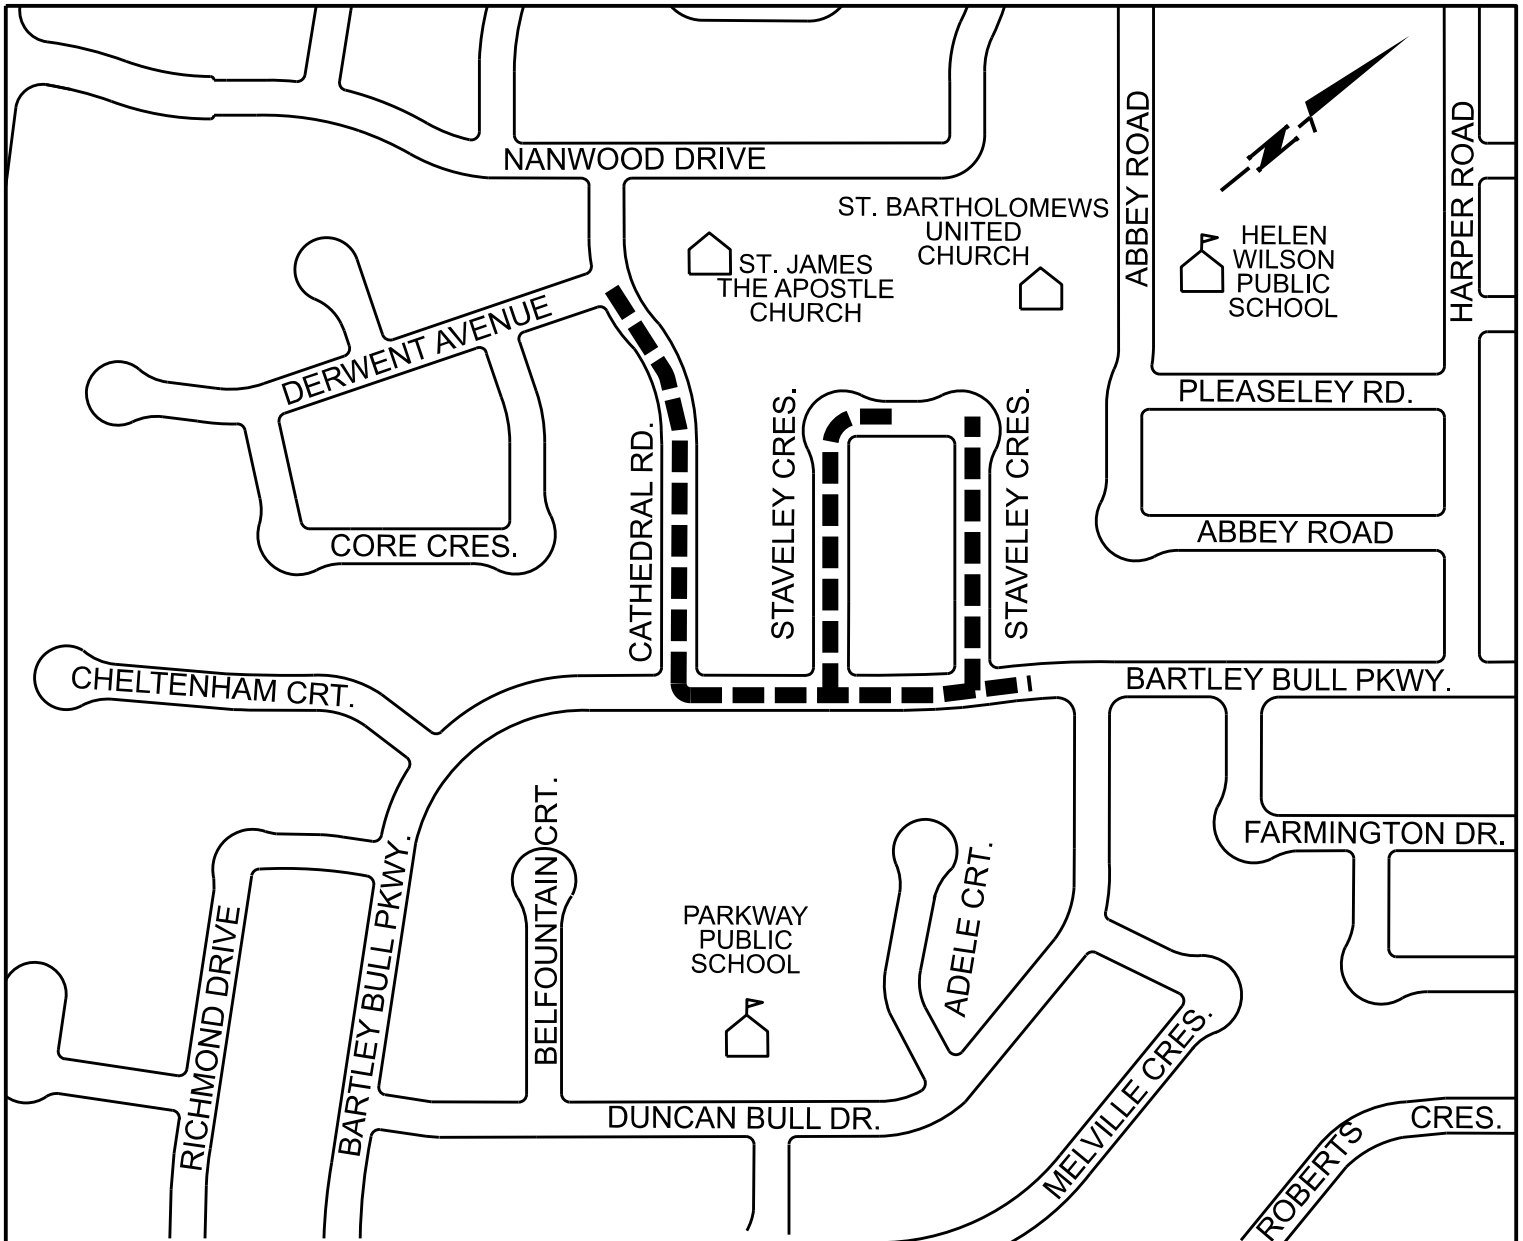 NANWOOD DRIVE
ABBEY ROAD
HARPER ROAD
N
ST. BARTHOLOMEWS
UNITED
CHURCH
HELEN
WILSON
PUBLIC
SCHOOL
ST. JAMES
THE APOSTLE
CHURCH
DERWENT AVENUE
PLEASELEY RD.
CATHEDRAL RD.
STAVELEY CRES.
STAVELEY CRES.
ABBEY ROAD
CORE CRES.
CHELTENHAM CRT.
BARTLEY BULL PKWY.
FARMINGTON DR.
BELFOUNTAIN CRT.
BARTLEY BULL PKWY.
RICHMOND DRIVE
PARKWAY
PUBLIC
SCHOOL
ADELE CRT.
MELVILLE CRES.
DUNCAN BULL DR.
ROBERTS
CRES.